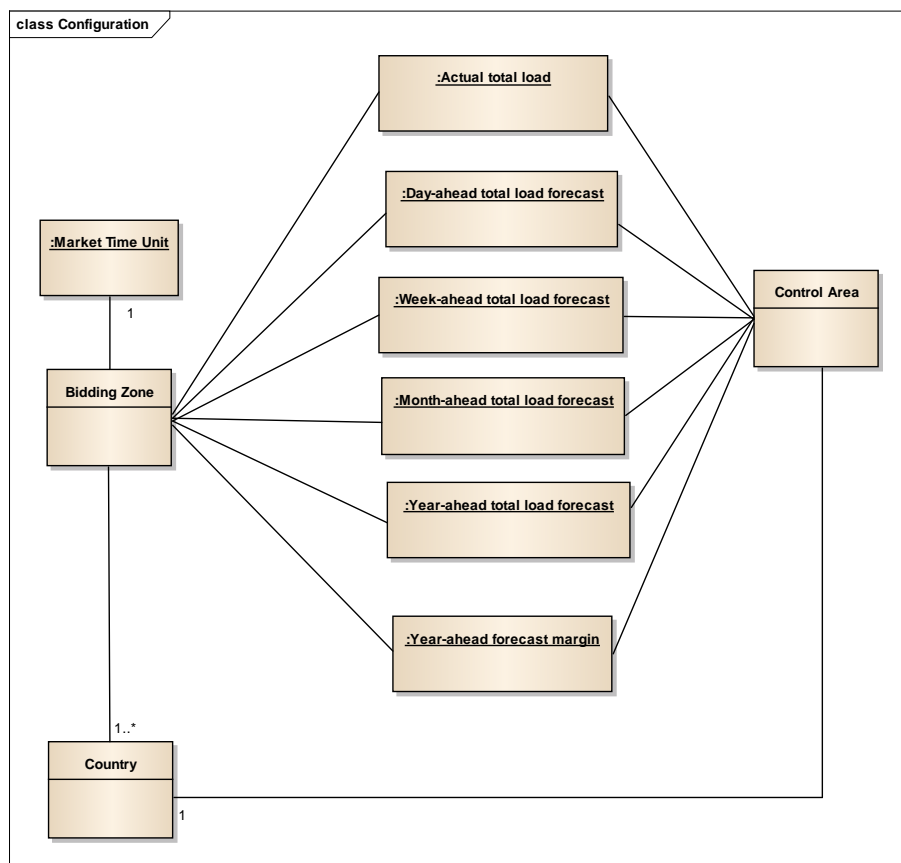 class Configuration
:Actual total load
:Day-ahead total load forecast
:Market Time Unit
:Week-ahead total load forecast
Control Area
1
Bidding Zone
:Month-ahead total load forecast
:Year-ahead total load forecast
:Year-ahead forecast margin
1..*
Country
1